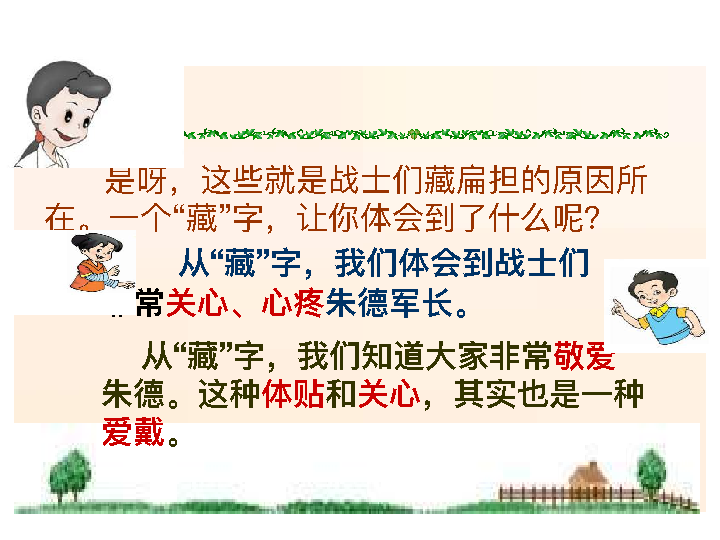 是呀，这些就是战士们藏扁担的原因所
在。一个“藏”字，让你体会到了什么呢？
从“藏”字，我们体会到战士们
常关心、心疼朱德军长。
从“藏”字，我们知道大家非常敬爱
朱德。这种体贴和关心，其实也是一种
爱戴。